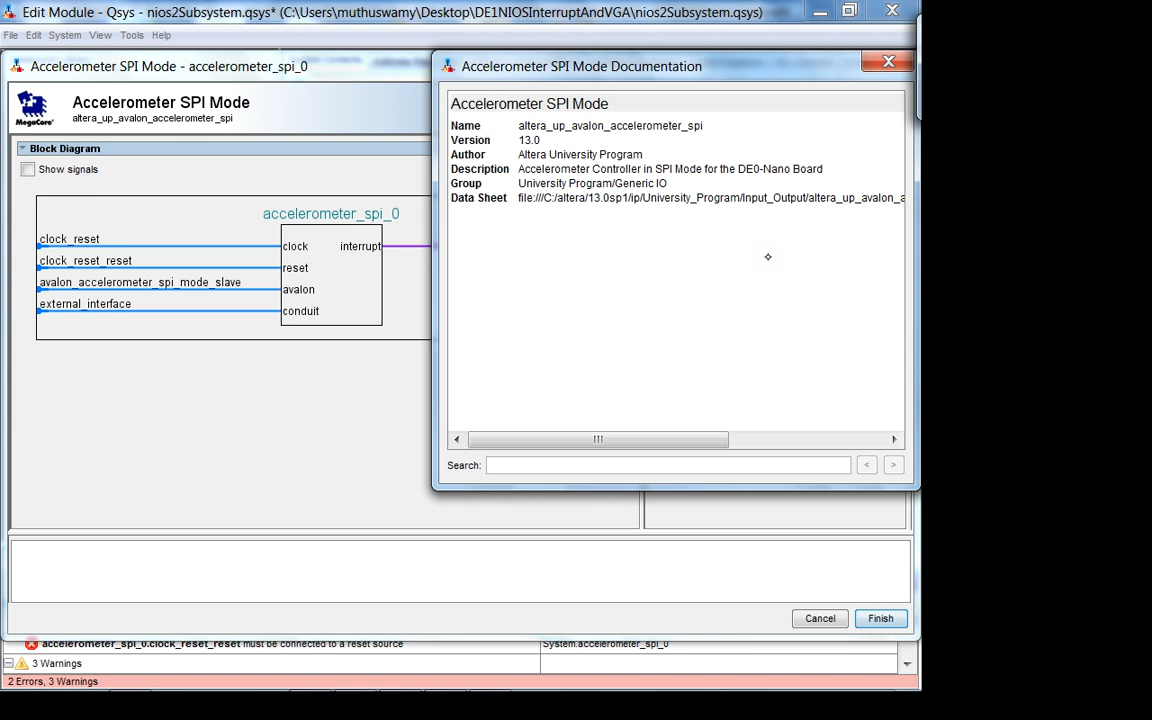 Edit Module - Qsys - nios2Subsystem.qsys* (C:\Users\muthuswamy\Desktop\DE1NIOSInterruptAndVGA\nios2Subsystem.qsys)
File Edit System View Tools Help
Accelerometer SPI Mode - accelerometer_spi_0
Accelerometer SPI Mode
altera_up_avalon_accelerometer_spi
MegaCore®
Block Diagram
Show signals
accelerometer_spi_0
clock_reset
clock interrupt
clock_reset_reset
reset
avalon_accelerometer_spi_mode_slave
avalon
external_interface
conduit
Accelerometer SPI Mode Documentation
Accelerometer SPI Mode
Name altera_up_avalon_accelerometer_spi
Version 13.0
Author Altera University Program
Description Accelerometer Controller in SPI Mode for the DE0-Nano Board
Group University Program/Generic IO
Data Sheet file:///C:/altera/13.0sp1/ip/University_Program/Input_Output/altera_up_avalon_a
Search: < >
Cancel Finish
accelerometer_spi_0.clock_reset_reset must be connected to a reset source System.accelerometer_spi_0
3 Warnings
2 Errors, 3 Warnings